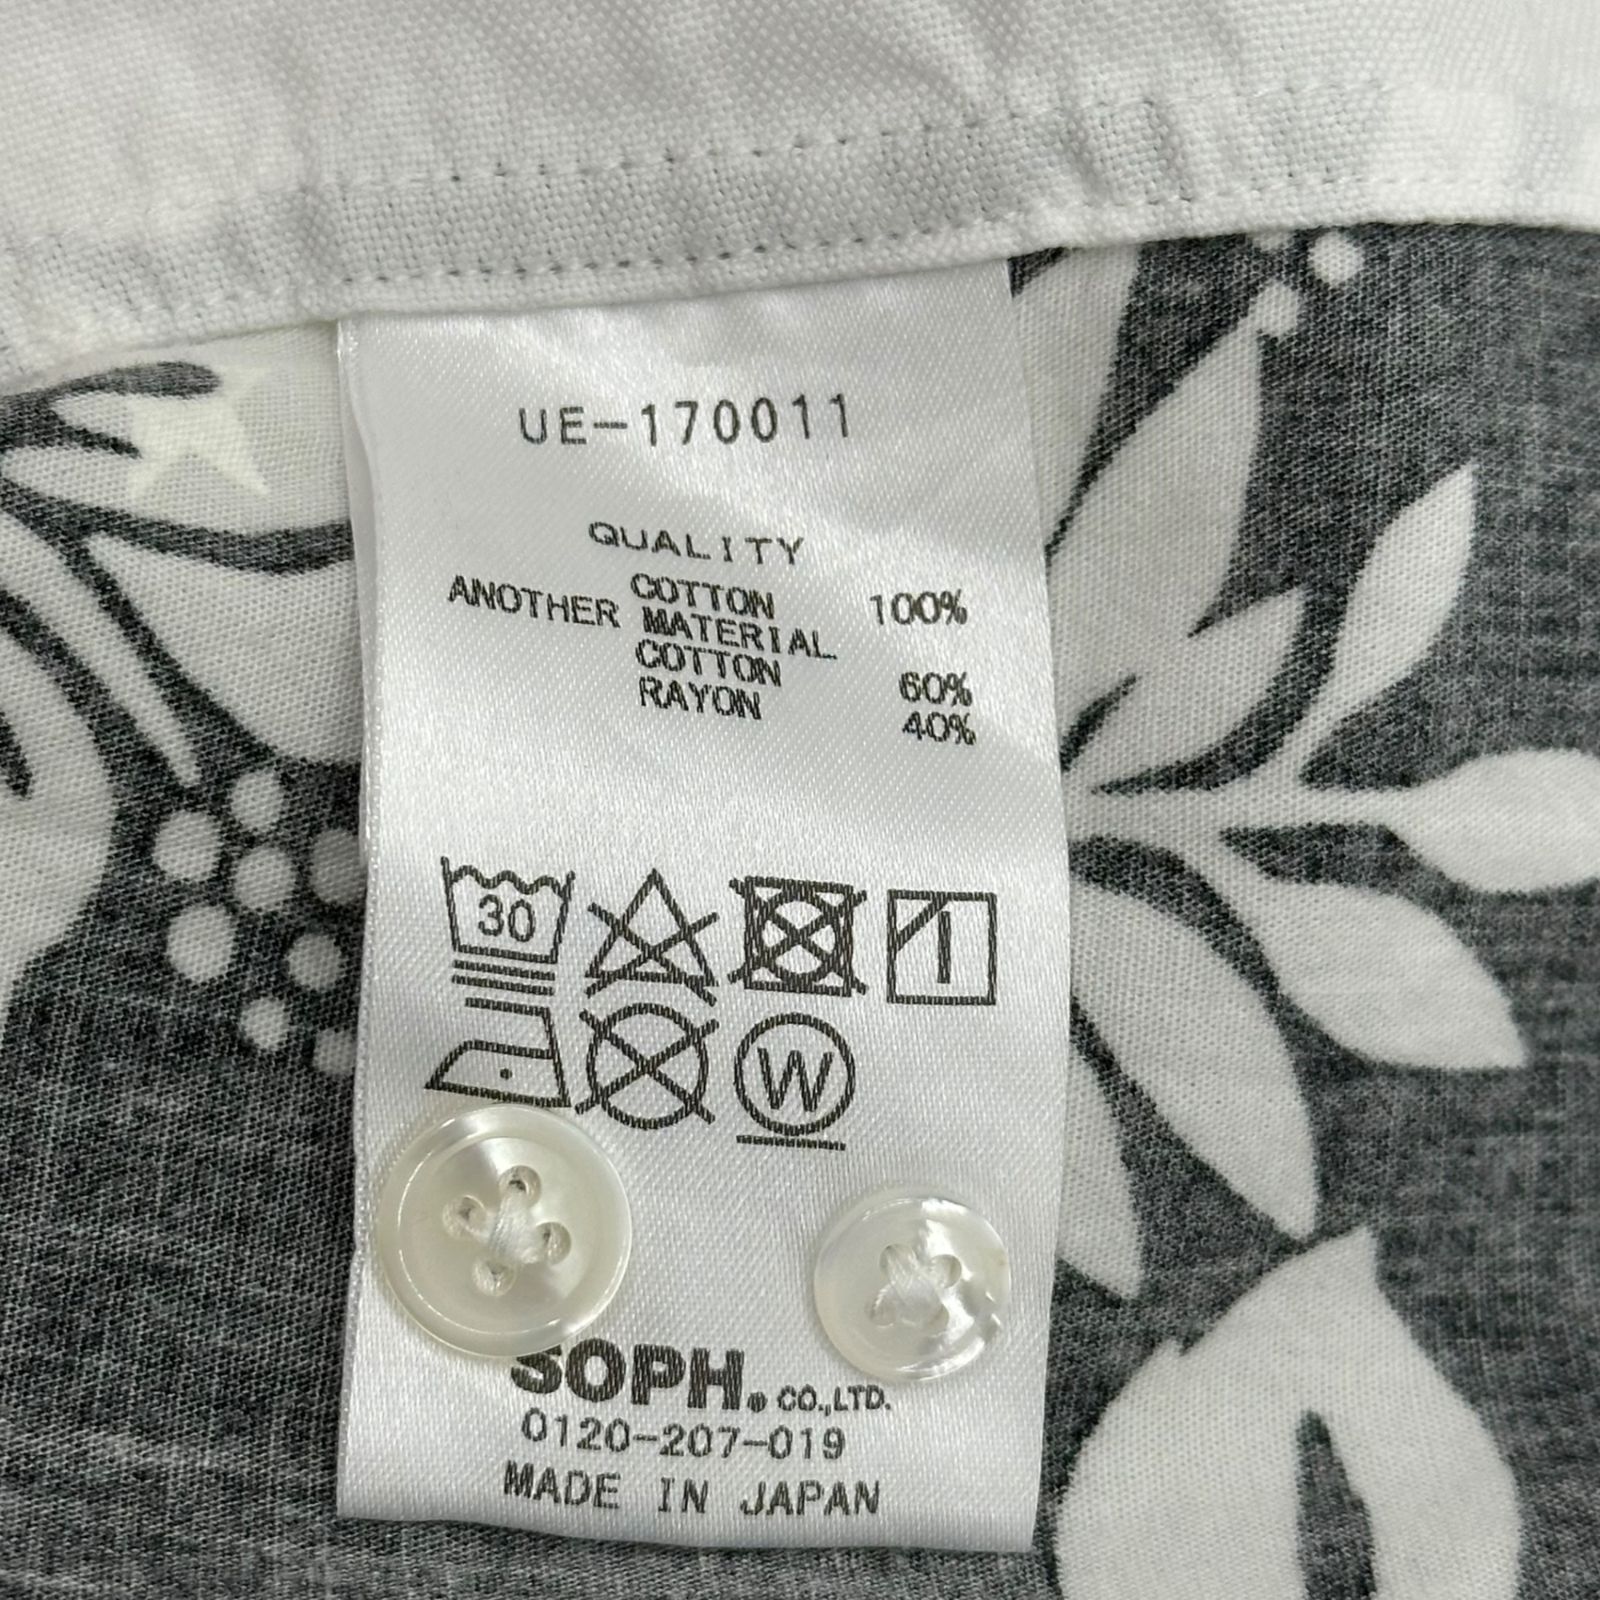 UE-170011
QUALITY
COTTON 100%
ANOTHER MATERIAL
COTTON 60%
RAYON 40%
30
W
SOPH. CO.,LTD.
0120-207-019
MADE IN JAPAN